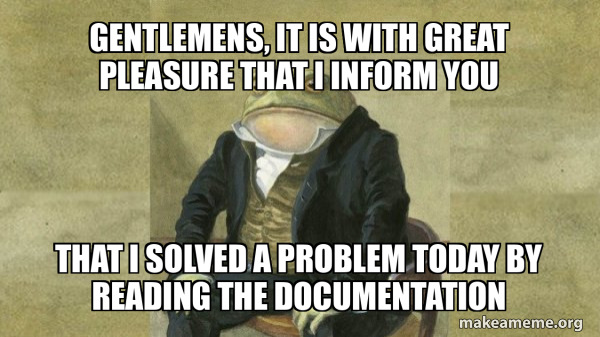 GENTLEMENS, IT IS WITH GREAT
PLEASURE THAT I INFORM YOU
THAT I SOLVED A PROBLEM TODAY BY
READING THE DOCUMENTATION
makeameme.org